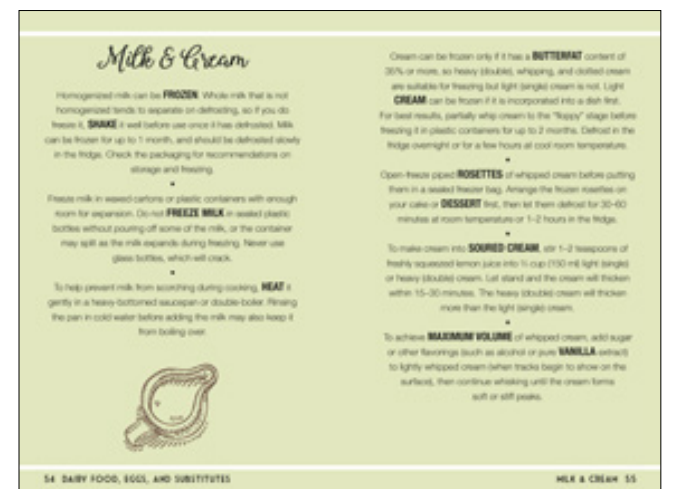 Milk & Cream
Homogenized milk can be FROZEN. Whole milk that is not
homogenized tends to separate on defrosting, so if you do
freeze it, SHAKE it well before use once it has defrosted. Milk
can be frozen for up to 1 month, and should be defrosted slowly
in the fridge. Check the packaging for recommendations on
storage and freezing.
•
Freeze milk in waxed cartons or plastic containers with enough
room for expansion. Do not FREEZE MILK in sealed plastic
bottles without pouring off some of the milk, or the container
may split as the milk expands during freezing. Never use
glass bottles, which will crack.
•
To help prevent milk from scorching during cooking, HEAT it
gently in a heavy-bottomed saucepan or double-boiler. Rinsing
the pan in cold water before adding the milk may also keep it
from boiling over.
54 DAIRY FOOD, EGGS, AND SUBSTITUTES
Cream can be frozen only if it has a BUTTERFAT content of
35% or more, so heavy (double), whipping, and clotted cream
are suitable for freezing but light (single) cream is not. Light
CREAM can be frozen if it is incorporated into a dish first.
For best results, partially whip cream to the "floppy" stage before
freezing it in plastic containers for up to 2 months. Defrost in the
fridge overnight or for a few hours at cool room temperature.
•
Open-freeze piped ROSETTES of whipped cream before putting
them in a sealed freezer bag. Arrange the frozen rosettes on
your cake or DESSERT first, then let them defrost for 30–60
minutes at room temperature or 1–2 hours in the fridge.
•
To make cream into SOURED CREAM, stir 1–2 teaspoons of
freshly squeezed lemon juice into ⅔ cup (150 ml) light (single)
or heavy (double) cream. Let stand and the cream will thicken
within 15–30 minutes. The heavy (double) cream will thicken
more than the light (single) cream.
•
To achieve MAXIMUM VOLUME of whipped cream, add sugar
or other flavorings (such as alcohol or pure VANILLA extract)
to lightly whipped cream (when tracks begin to show on the
surface), then continue whisking until the cream forms
soft or stiff peaks.
MILK & CREAM 55